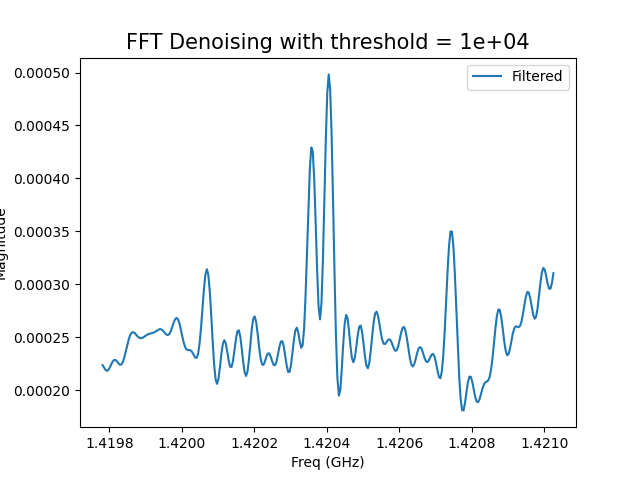 FFT Denoising with threshold = 1e+04
Filtered
0.00050
0.00045
0.00040
0.00035
0.00030
0.00025
0.00020
Magnitude
1.4198 1.4200 1.4202 1.4204 1.4206 1.4208 1.4210
Freq (GHz)